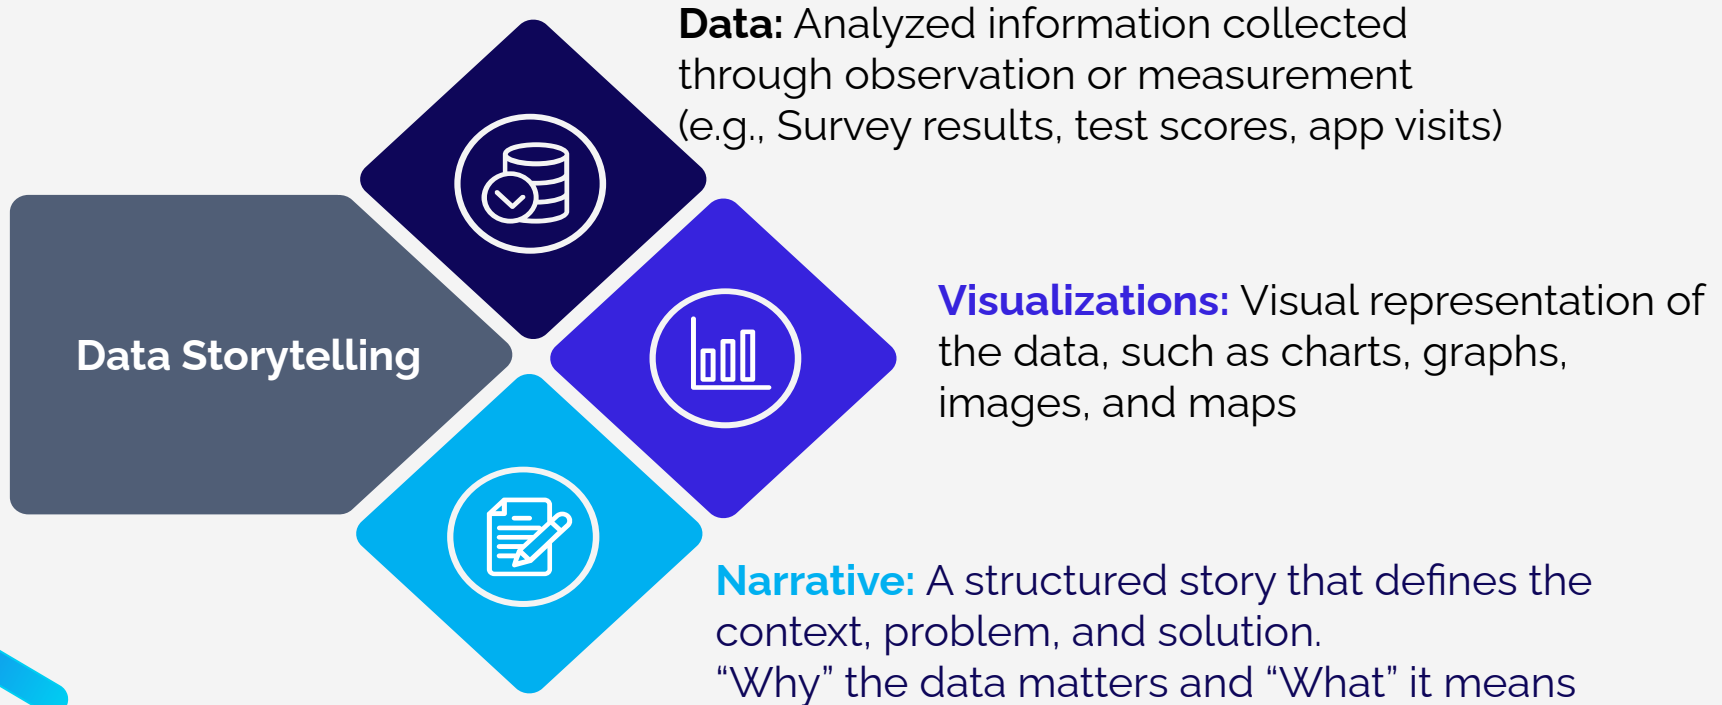 Data: Analyzed information collected
through observation or measurement
(e.g., Survey results, test scores, app visits)
Data Storytelling
Visualizations: Visual representation of
the data, such as charts, graphs,
images, and maps
Narrative: A structured story that defines the
context, problem, and solution.
“Why” the data matters and “What” it means